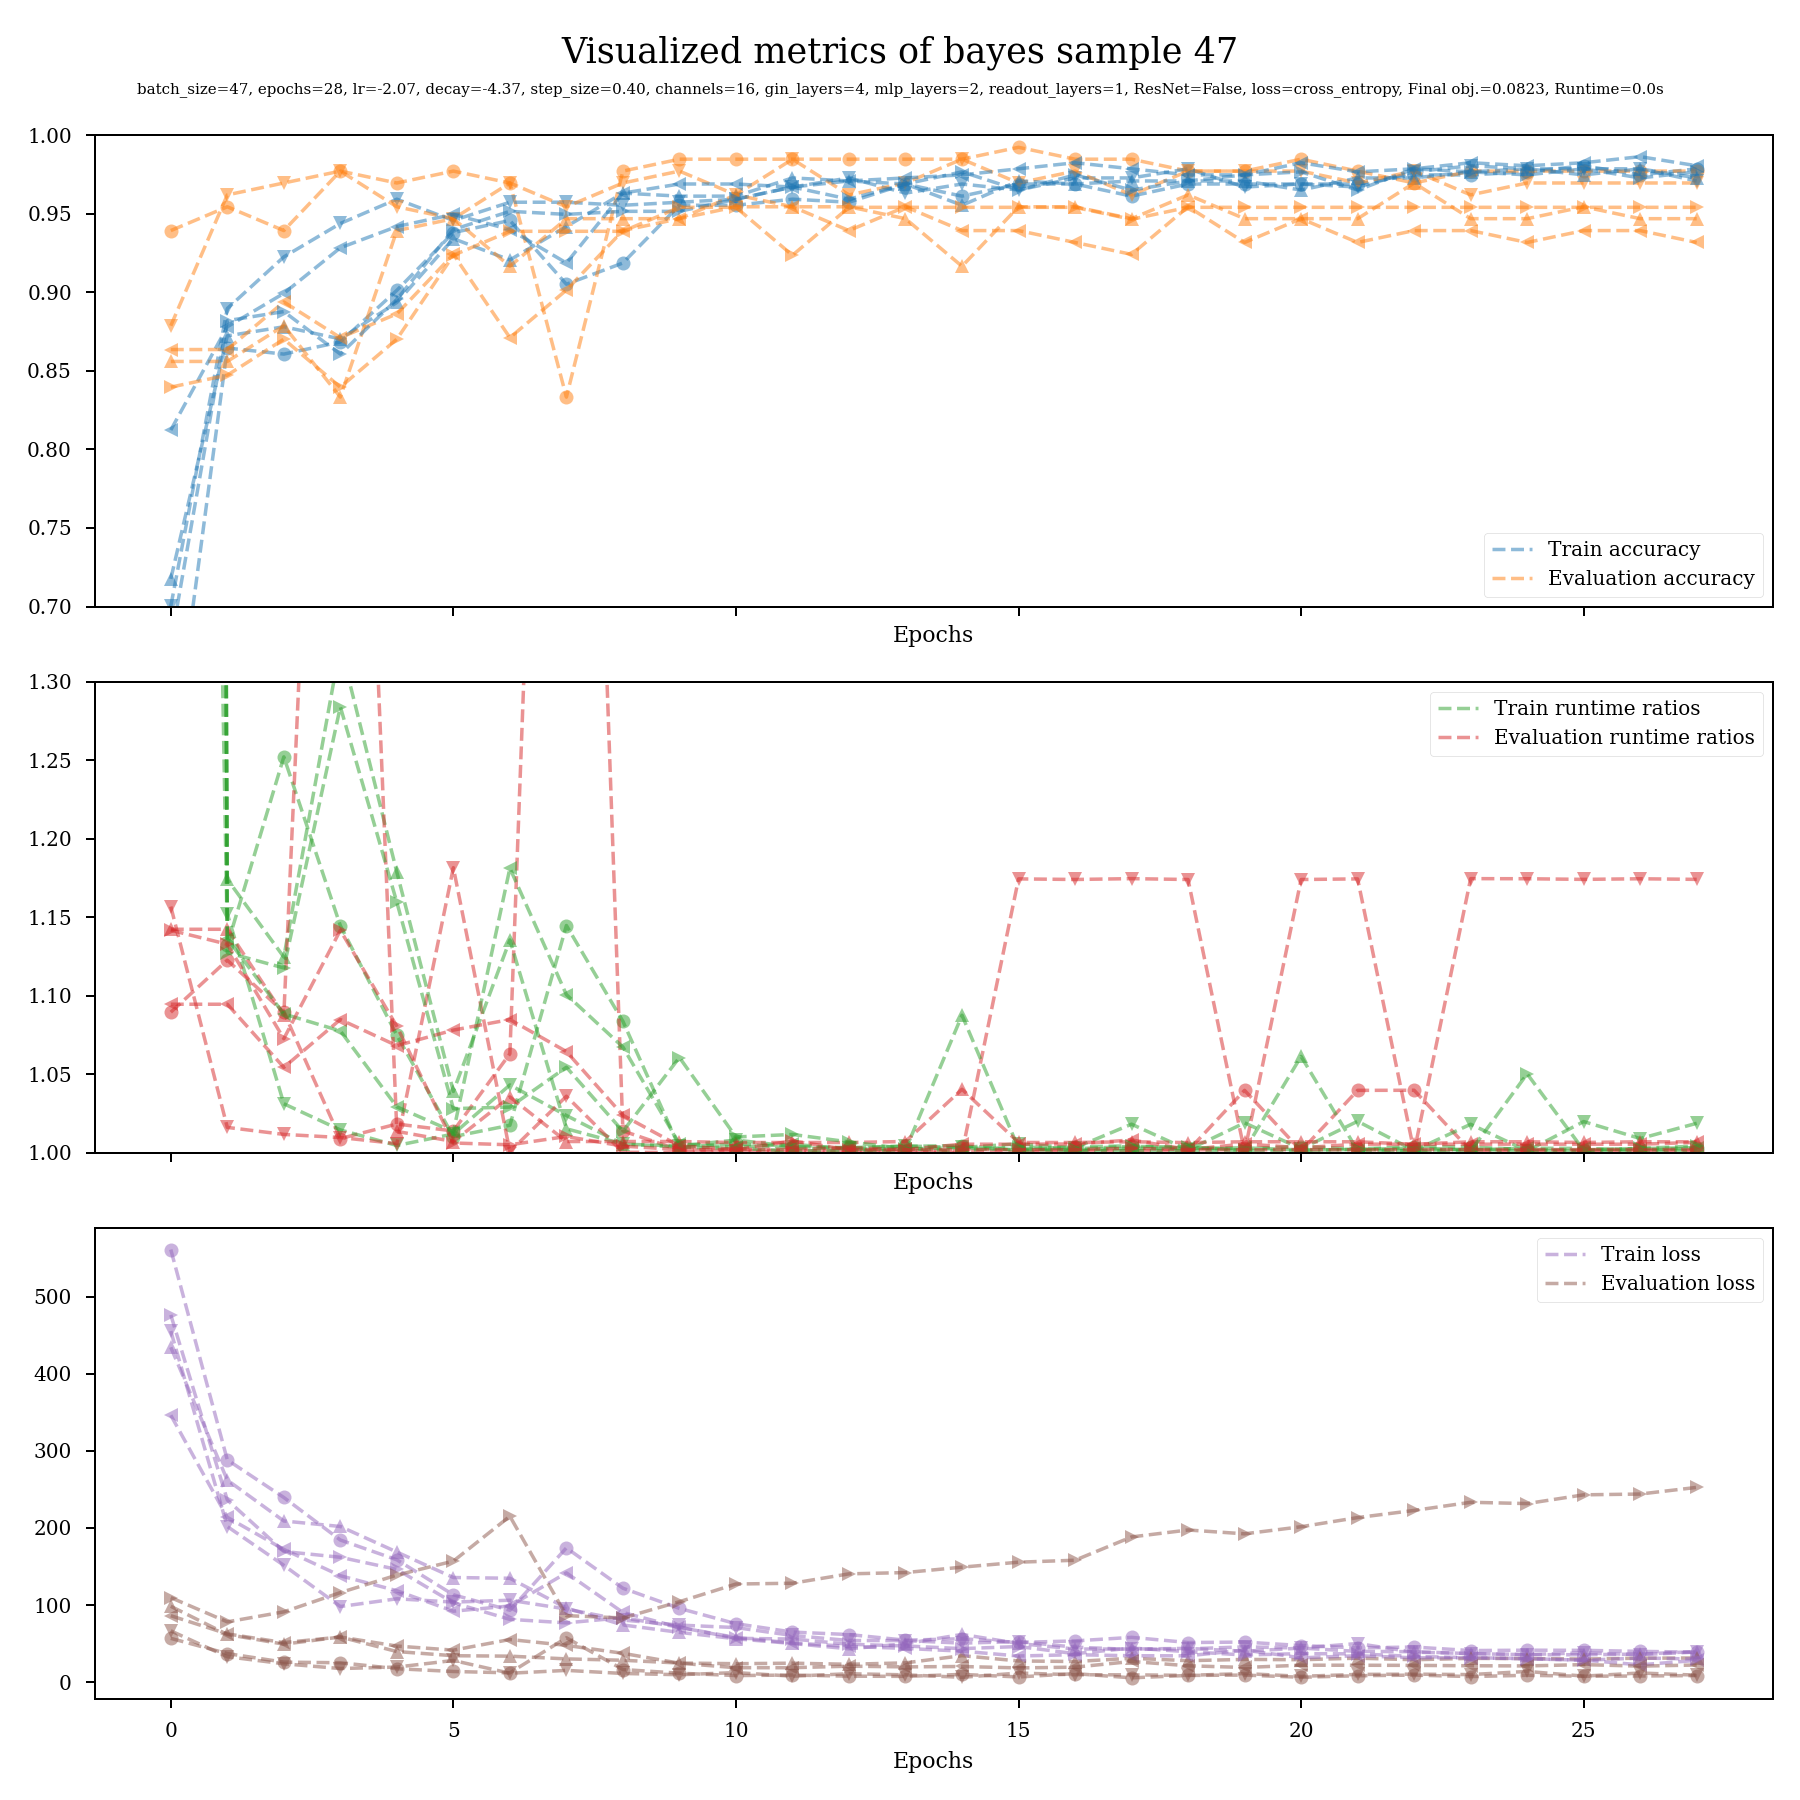 Visualized metrics of bayes sample 47
batch_size=47, epochs=28, lr=-2.07, decay=-4.37, step_size=0.40, channels=16, gin_layers=4, mlp_layers=2, readout_layers=1, ResNet=False, loss=cross_entropy, Final obj.=0.0823, Runtime=0.0s
1.00
0.95
0.90
0.85
0.80
0.75
0.70
Train accuracy
Evaluation accuracy
Epochs
1.30
1.25
1.20
1.15
1.10
1.05
1.00
Train runtime ratios
Evaluation runtime ratios
Epochs
500
400
300
200
100
0
Train loss
Evaluation loss
0 5 10 15 20 25
Epochs